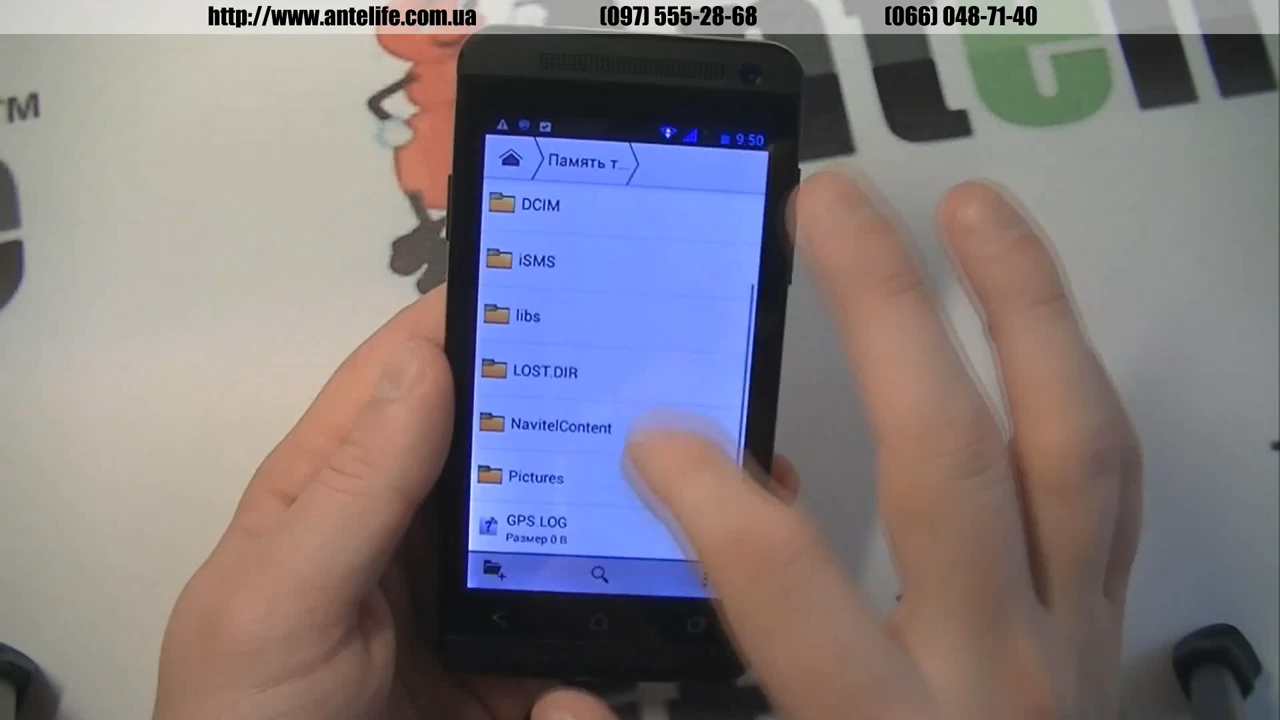 http://www.antelife.com.ua (097) 555-28-68 (066) 048-71-40
TM
9:50
Память т...
DCIM
iSMS
libs
LOST.DIR
NavitelContent
Pictures
GPS.LOG
Размер 0 B